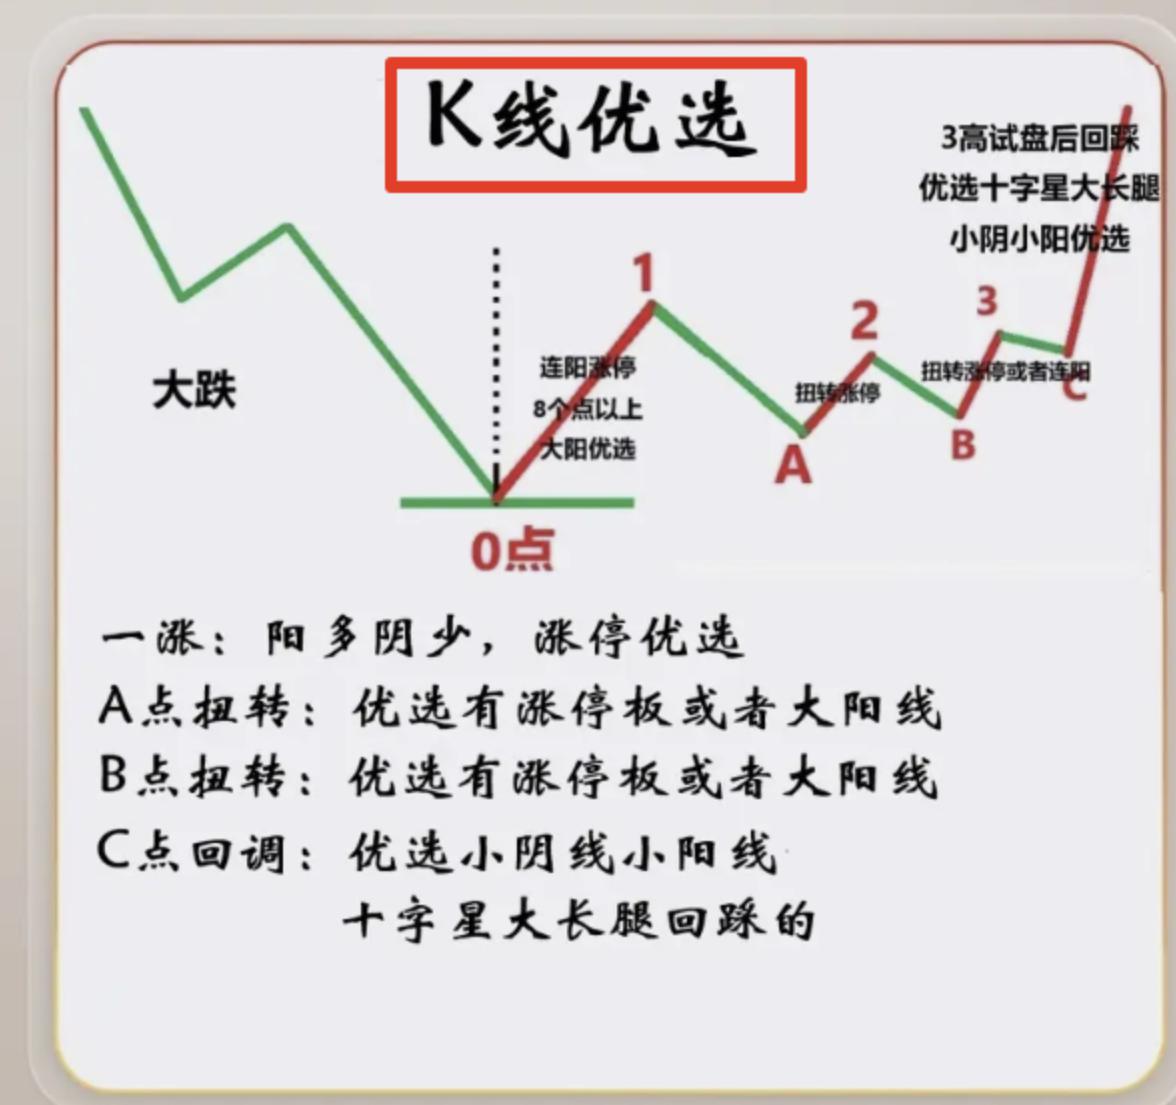 K线优选
3高试盘后回踩
优选十字星大长腿
小阴小阳优选
大跌
1
连阳涨停
8个点以上
大阳优选
0点
2
扭转涨停
A
3
扭转涨停或者连阳
B
C
一涨：阳多阴少，涨停优选
A点扭转：优选有涨停板或者大阳线
B点扭转：优选有涨停板或者大阳线
C点回调：优选小阴线小阳线
十字星大长腿回踩的